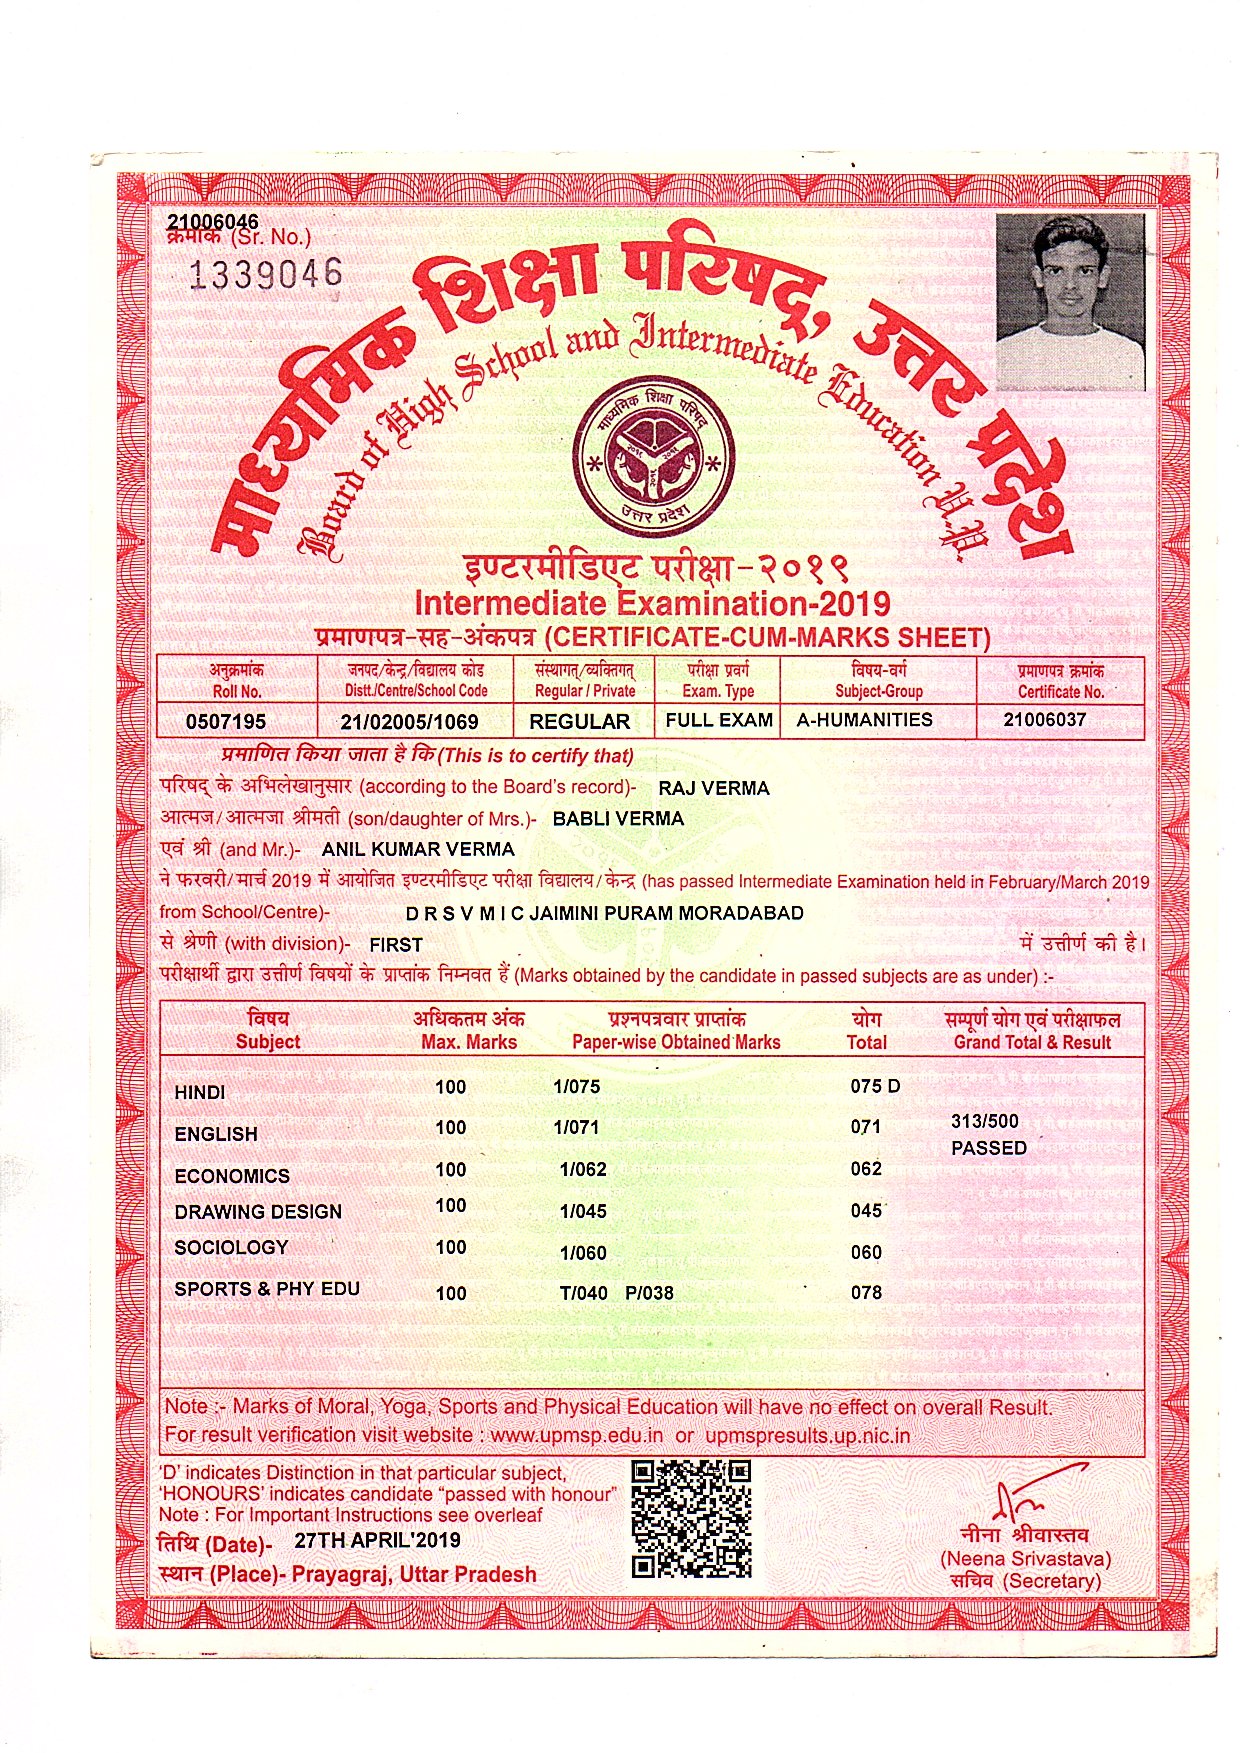 21006046
क्रमांक (Sr. No.)
1339046
माध्यमिक शिक्षा परिषद्, उत्तर प्रदेश
Board of High School and Intermediate Education U.P.
माध्यमिक शिक्षा परिषद
उत्तर प्रदेश
इण्टरमीडिएट परीक्षा-२०१९
Intermediate Examination-2019
प्रमाणपत्र-सह-अंकपत्र (CERTIFICATE-CUM-MARKS SHEET)
अनुक्रमांक जनपद/केन्द्र/विद्यालय कोड संस्थागत्/व्यक्तिगत् परीक्षा प्रवर्ग विषय-वर्ग प्रमाणपत्र क्रमांक
Roll No. Distt./Centre/School Code Regular / Private Exam. Type Subject-Group Certificate No.
0507195 21/02005/1069 REGULAR FULL EXAM A-HUMANITIES 21006037
प्रमाणित किया जाता है कि (This is to certify that)
परिषद् के अभिलेखानुसार (according to the Board's record)- RAJ VERMA
आत्मज/आत्मजा श्रीमती (son/daughter of Mrs.)- BABLI VERMA
एवं श्री (and Mr.)- ANIL KUMAR VERMA
ने फरवरी/मार्च 2019 में आयोजित इण्टरमीडिएट परीक्षा विद्यालय/केन्द्र (has passed Intermediate Examination held in February/March 2019
from School/Centre)- D R S V M I C JAIMINI PURAM MORADABAD
से श्रेणी (with division)- FIRST में उत्तीर्ण की है।
परीक्षार्थी द्वारा उत्तीर्ण विषयों के प्राप्तांक निम्नवत हैं (Marks obtained by the candidate in passed subjects are as under) :-
विषय अधिकतम अंक प्रश्नपत्रवार प्राप्तांक योग सम्पूर्ण योग एवं परीक्षाफल
Subject Max. Marks Paper-wise Obtained Marks Total Grand Total & Result
HINDI 100 1/075 075 D
ENGLISH 100 1/071 071 313/500
PASSED
ECONOMICS 100 1/062 062
DRAWING DESIGN 100 1/045 045
SOCIOLOGY 100 1/060 060
SPORTS & PHY EDU 100 T/040 P/038 078
Note :- Marks of Moral, Yoga, Sports and Physical Education will have no effect on overall Result.
For result verification visit website : www.upmsp.edu.in or upmspresults.up.nic.in
'D' indicates Distinction in that particular subject,
'HONOURS' indicates candidate "passed with honour"
Note : For Important Instructions see overleaf
तिथि (Date)- 27TH APRIL'2019
स्थान (Place)- Prayagraj, Uttar Pradesh
नीना श्रीवास्तव
(Neena Srivastava)
सचिव (Secretary)